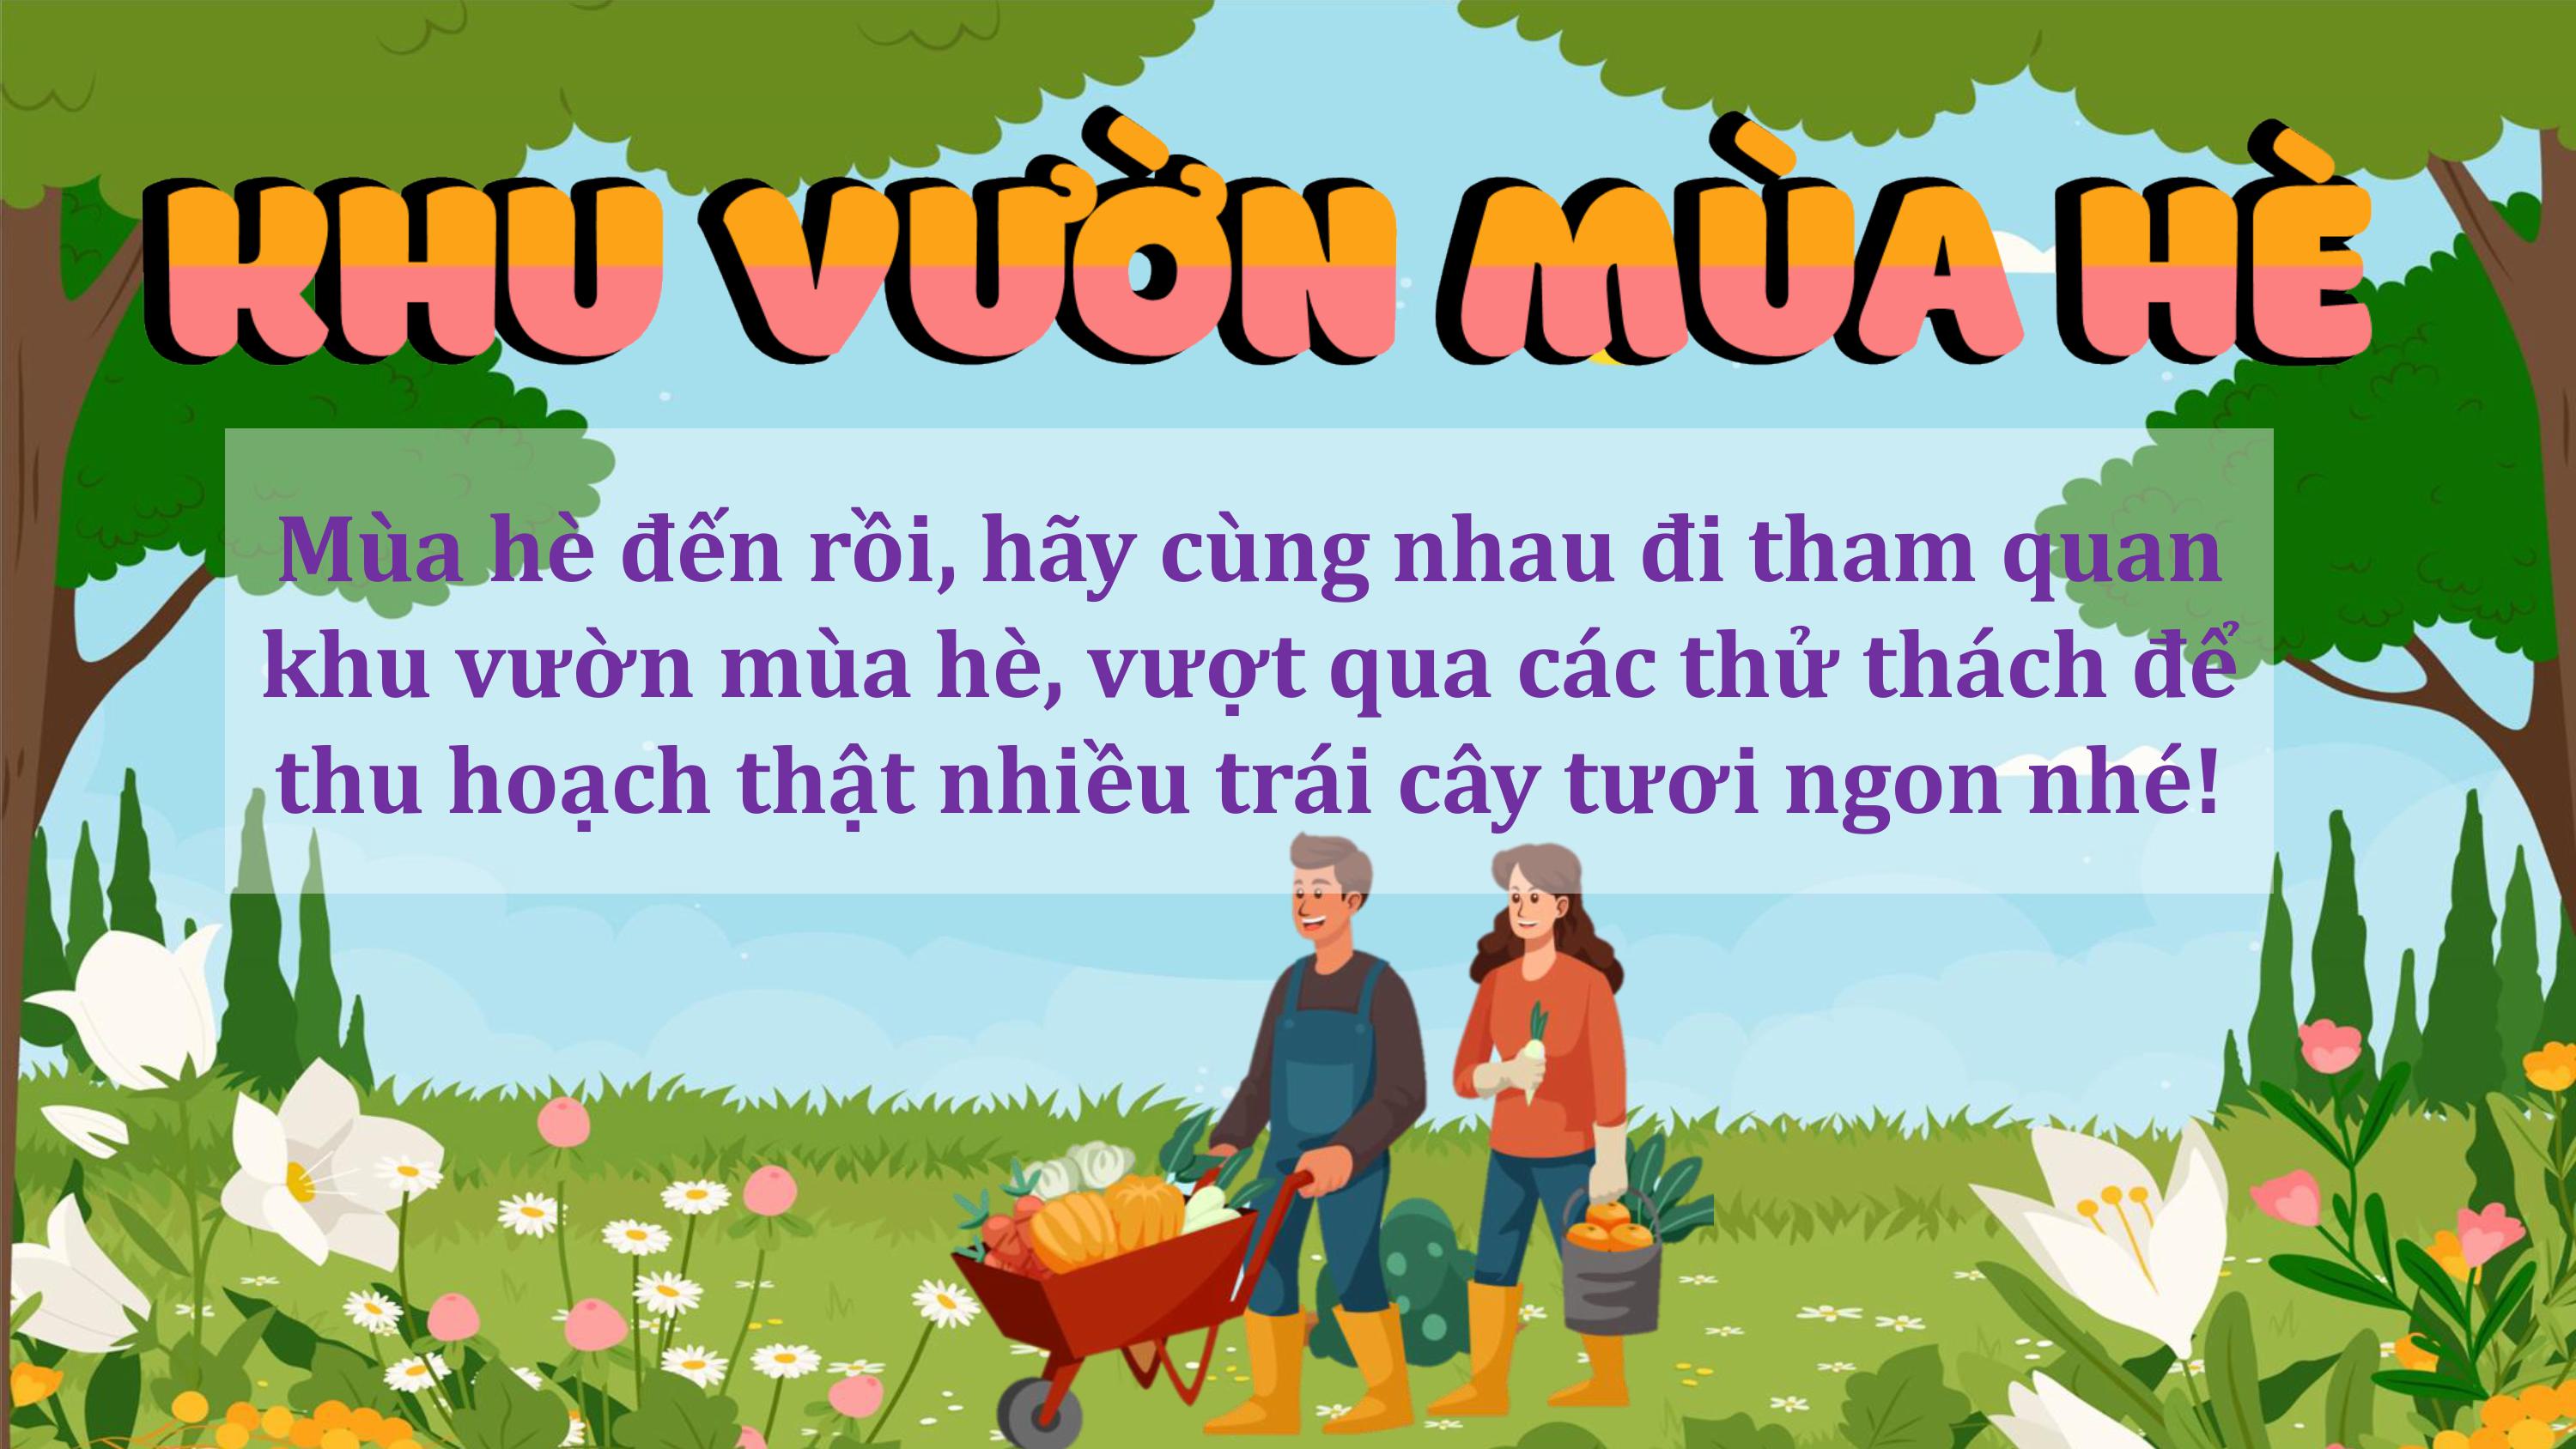 KHU VƯỜN MÙA HÈ
Mùa hè đến rồi, hãy cùng nhau đi tham quan
khu vườn mùa hè, vượt qua các thử thách để
thu hoạch thật nhiều trái cây tươi ngon nhé!